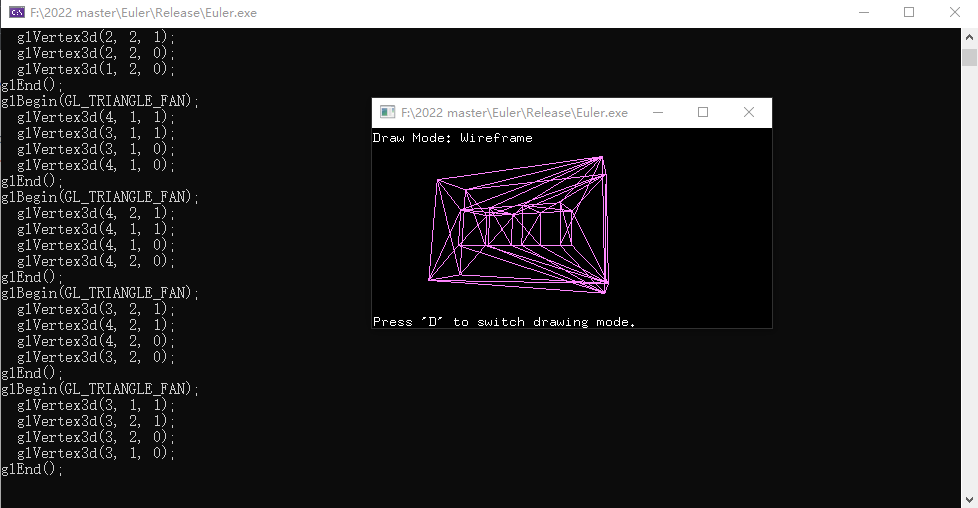 F:\2022 master\Euler\Release\Euler.exe
glVertex3d(2, 2, 1);
glVertex3d(2, 2, 0);
glVertex3d(1, 2, 0);
glEnd();
glBegin(GL_TRIANGLE_FAN);
glVertex3d(4, 1, 1);
glVertex3d(3, 1, 1);
glVertex3d(3, 1, 0);
glVertex3d(4, 1, 0);
glEnd();
glBegin(GL_TRIANGLE_FAN);
glVertex3d(4, 2, 1);
glVertex3d(4, 1, 1);
glVertex3d(4, 1, 0);
glVertex3d(4, 2, 0);
glEnd();
glBegin(GL_TRIANGLE_FAN);
glVertex3d(3, 2, 1);
glVertex3d(4, 2, 1);
glVertex3d(4, 2, 0);
glVertex3d(3, 2, 0);
glEnd();
glBegin(GL_TRIANGLE_FAN);
glVertex3d(3, 1, 1);
glVertex3d(3, 2, 1);
glVertex3d(3, 2, 0);
glVertex3d(3, 1, 0);
glEnd();
F:\2022 master\Euler\Release\Euler.exe
Draw Mode: Wireframe
Press "D" to switch drawing mode.